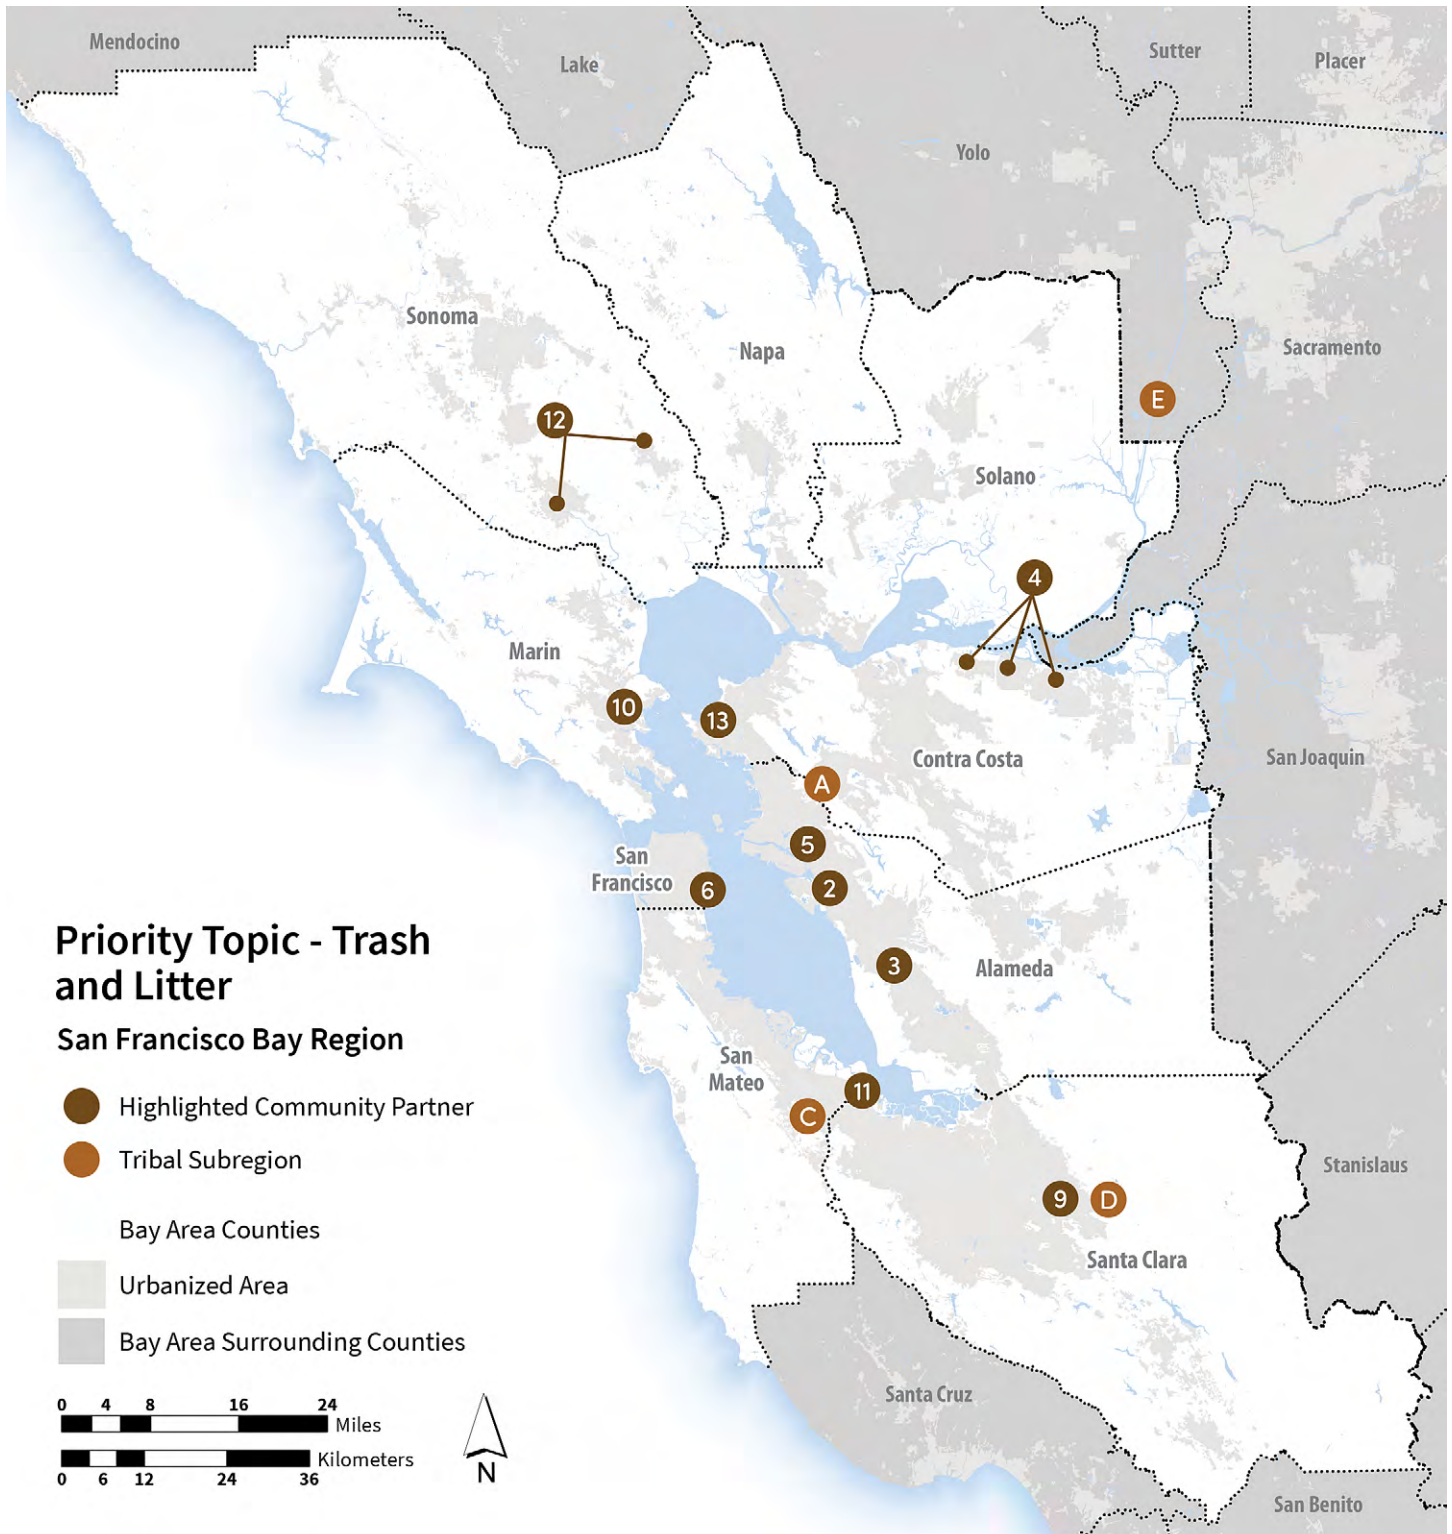 Mendocino
Lake
Sutter
Placer
Yolo
Sonoma
Napa
Sacramento
E
12
Solano
4
Marin
10
13
Contra Costa
San Joaquin
A
5
San
Francisco
6
2
3
Alameda
Priority Topic - Trash
and Litter
San Francisco Bay Region
San
Mateo
11
C
Highlighted Community Partner
Tribal Subregion
Stanislaus
9
D
Bay Area Counties
Santa Clara
Urbanized Area
Bay Area Surrounding Counties
Santa Cruz
0 4 8 16 24
Miles
Kilometers
0 6 12 24 36
N
San Benito